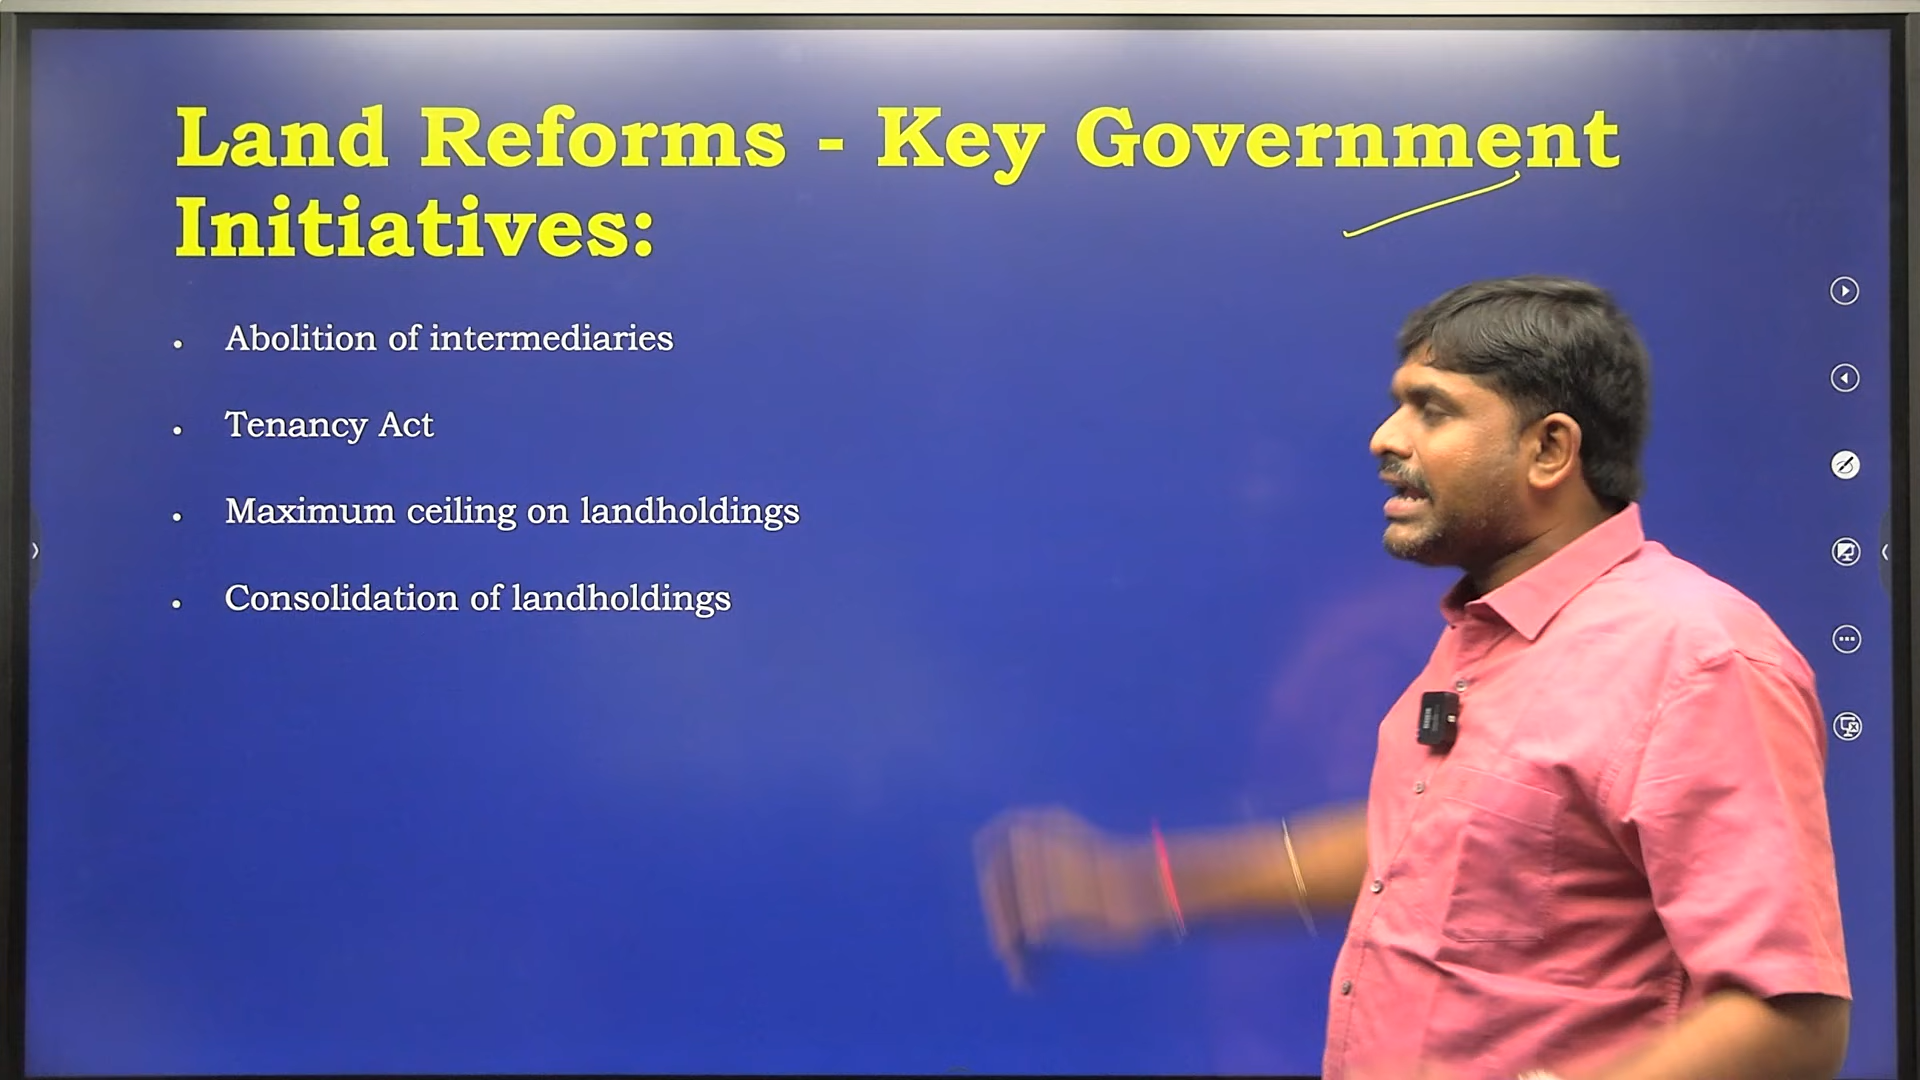 Land Reforms - Key Government
Initiatives:
Abolition of intermediaries
Tenancy Act
Maximum ceiling on landholdings
Consolidation of landholdings